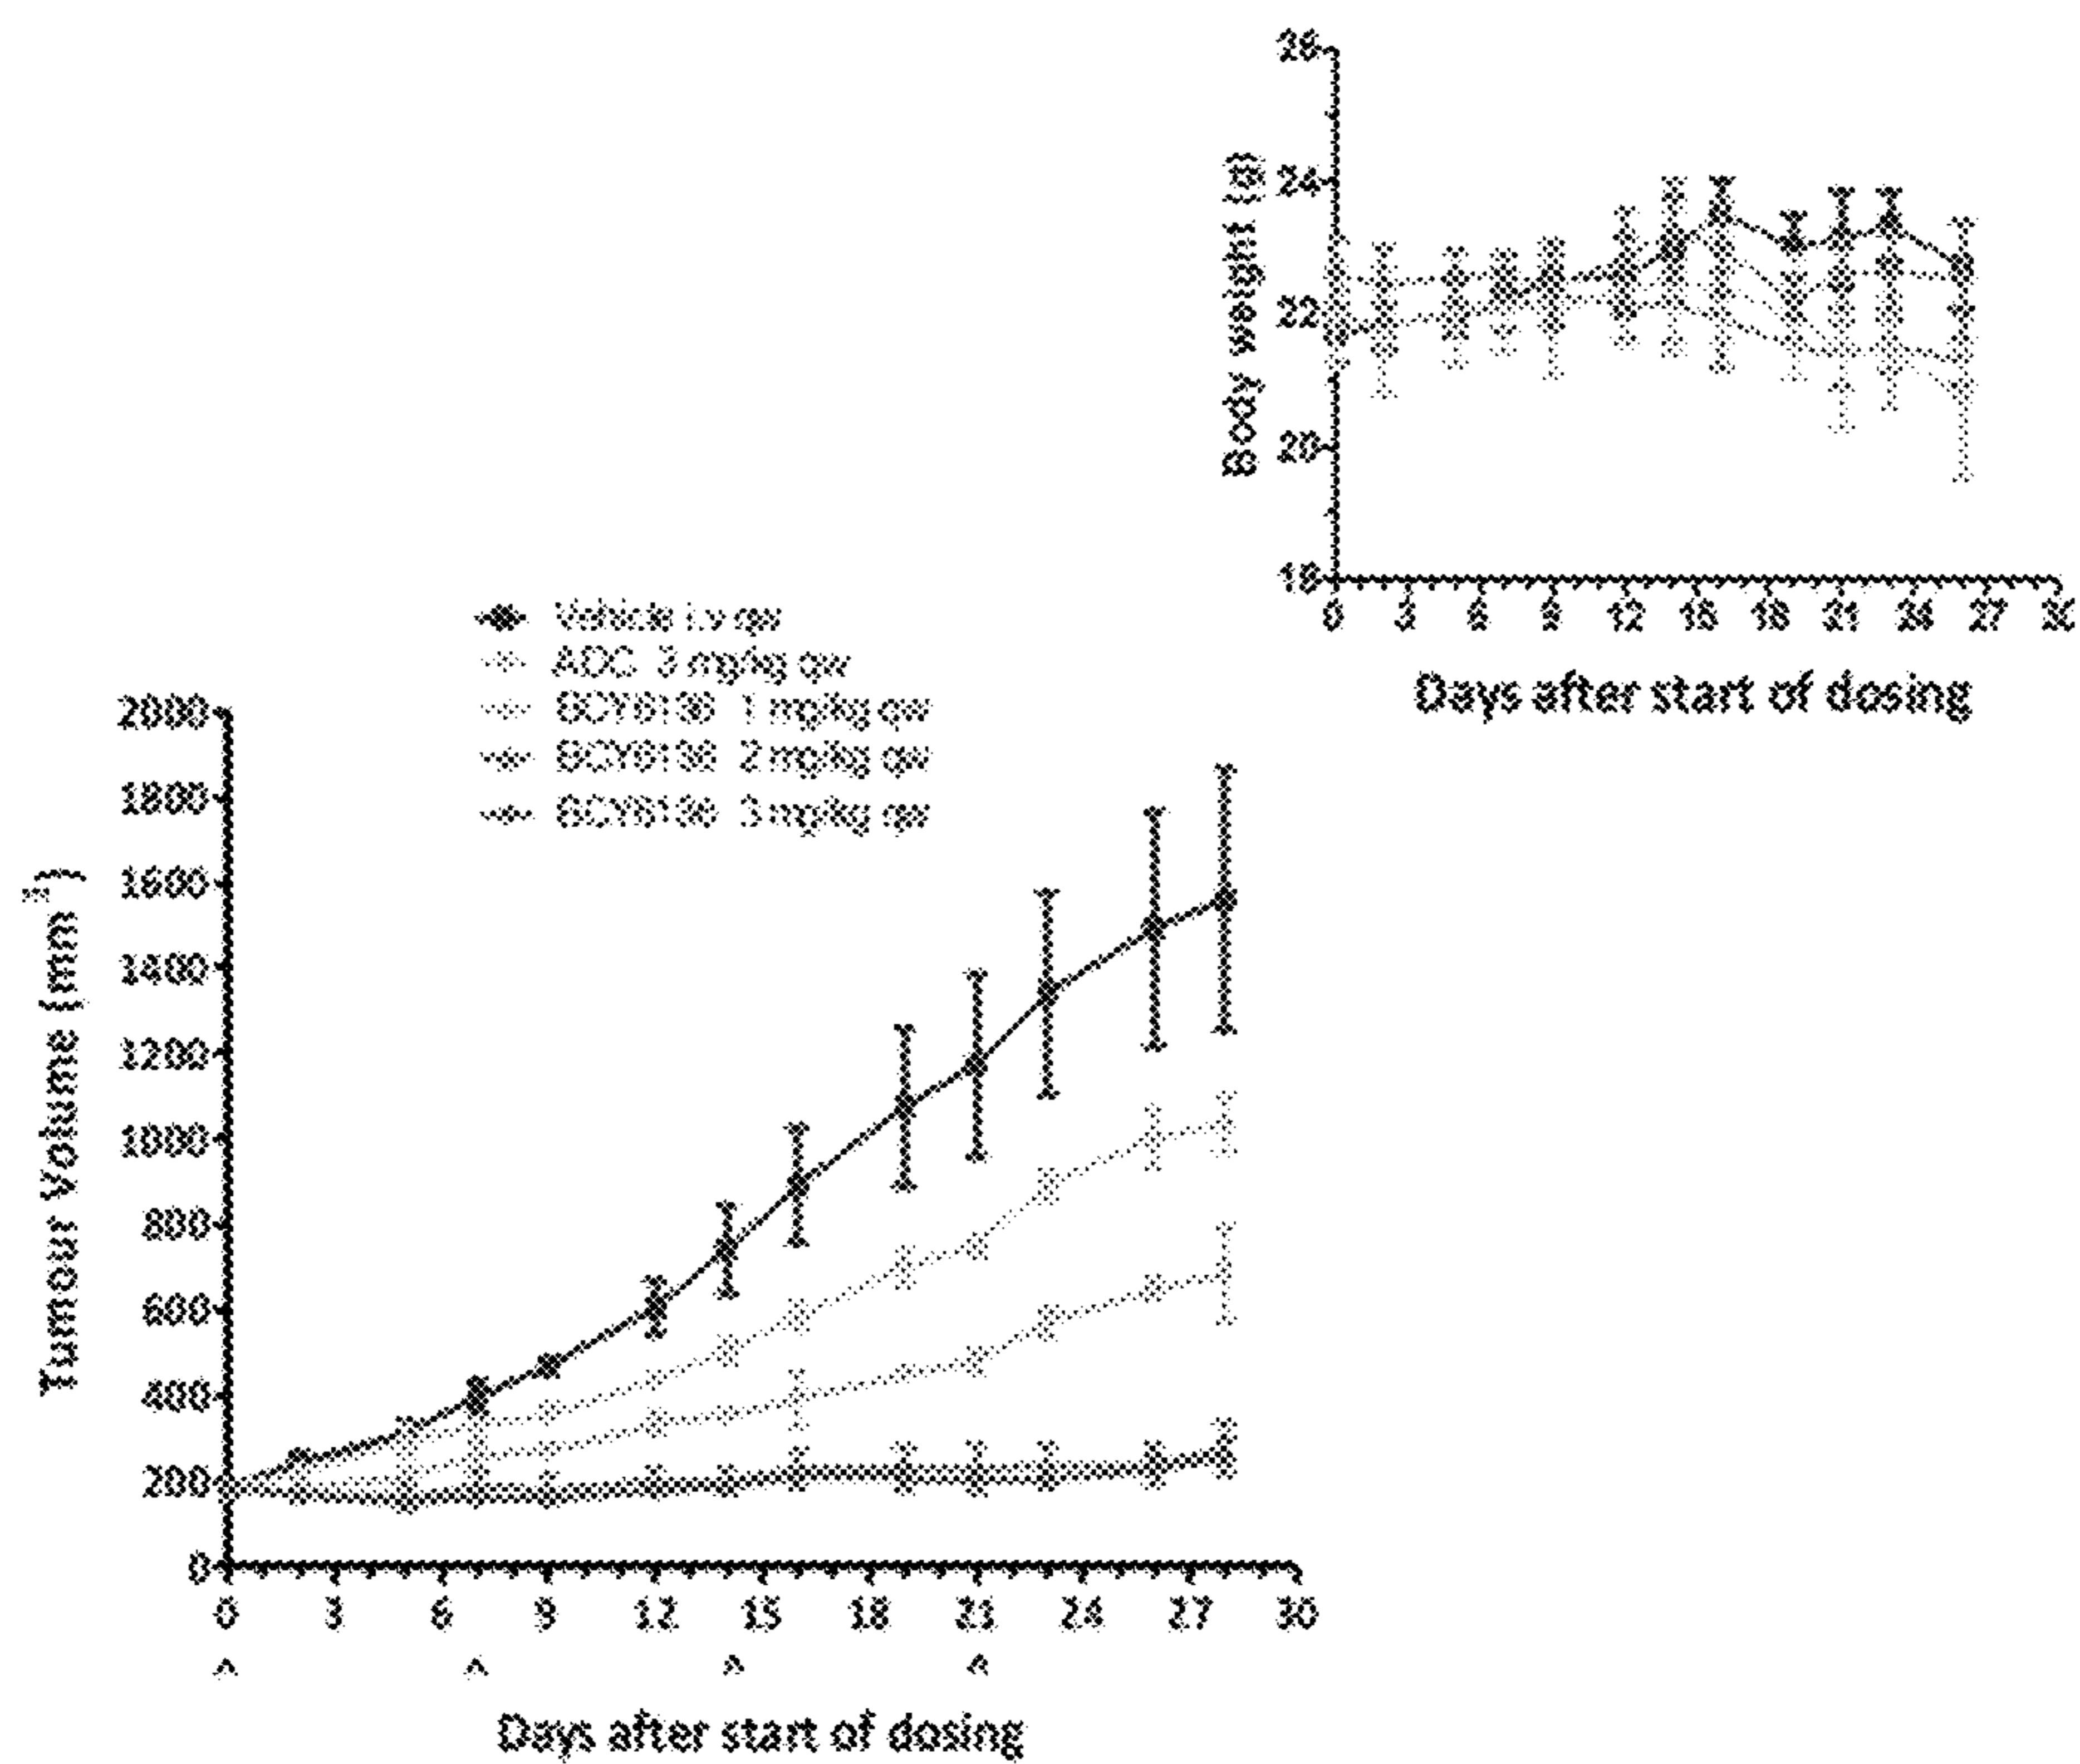 Body weight (g)
26
24
22
20
18
0 3 6 9 12 15 18 21 24 27 30
Days after start of dosing
Vehicle i.v qw
ADC 3 mg/kg qw
BCY6136 1 mg/kg qw
BCY6136 2 mg/kg qw
BCY6136 3 mg/kg qw
Tumour Volume (mm³)
2000
1800
1600
1400
1200
1000
800
600
400
200
0
0 3 6 9 12 15 18 21 24 27 30
^ ^ ^ ^
Days after start of dosing